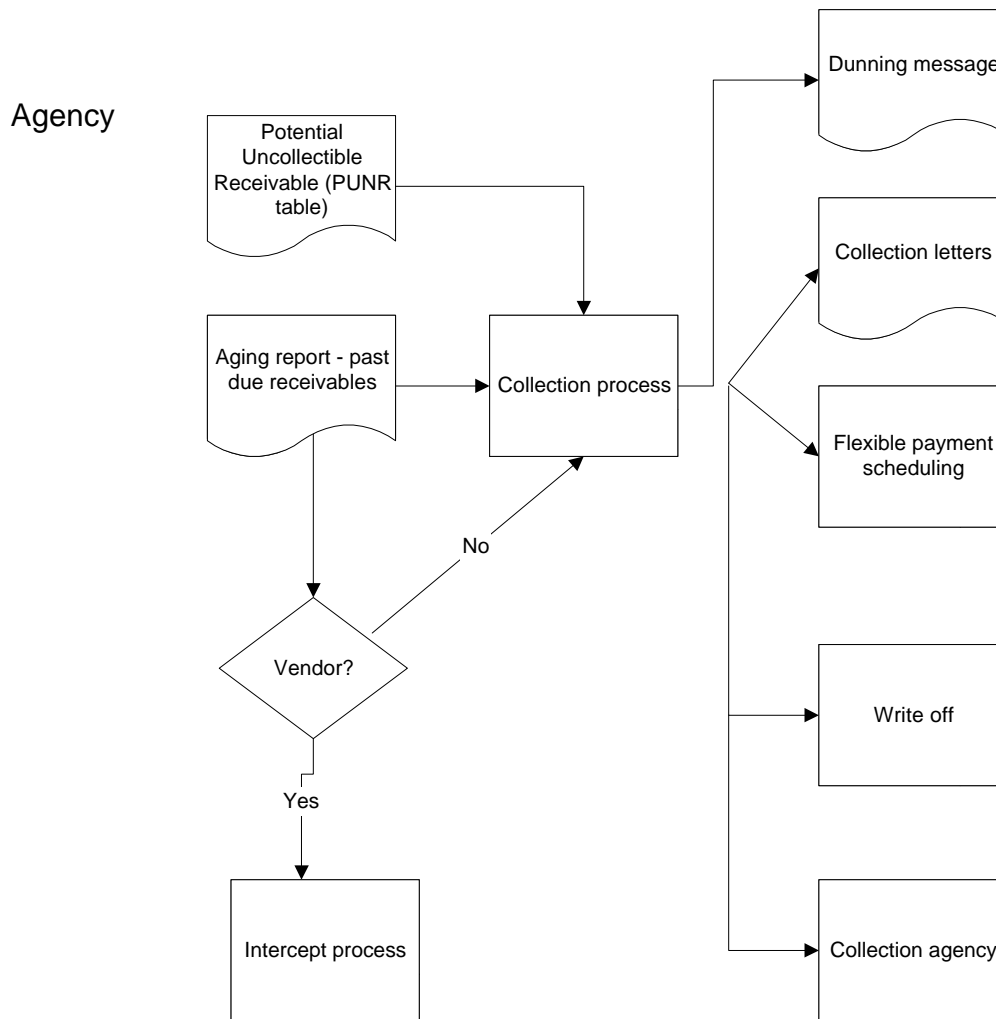 Agency
Potential
Uncollectible
Receivable (PUNR
table)
Aging report - past
due receivables
Collection process
Dunning message
Collection letters
Flexible payment
scheduling
No
Vendor?
Write off
Yes
Intercept process
Collection agency